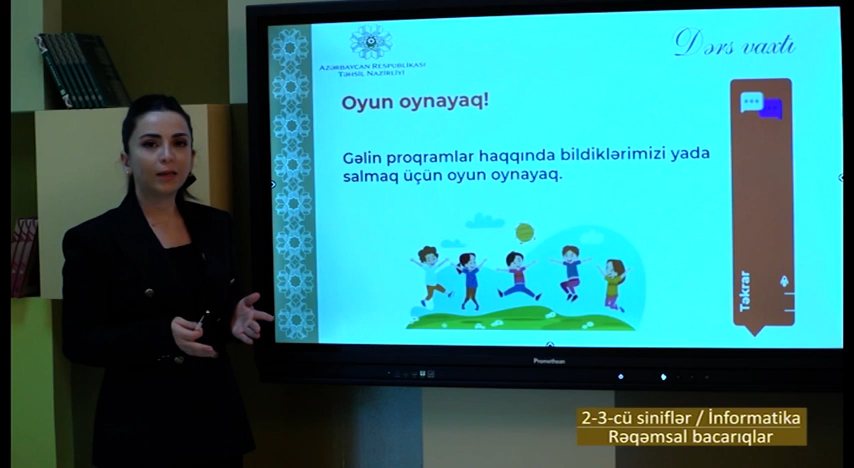 AZƏRBAYCAN RESPUBLİKASI
TƏHSİL NAZİRLİYİ
Dərs vaxtı
Oyun oynayaq!
Gəlin proqramlar haqqında bildiklərimizi yada
salmaq üçün oyun oynayaq.
Təkrar
Promethean
2-3-cü siniflər / İnformatika
Rəqəmsal bacarıqlar